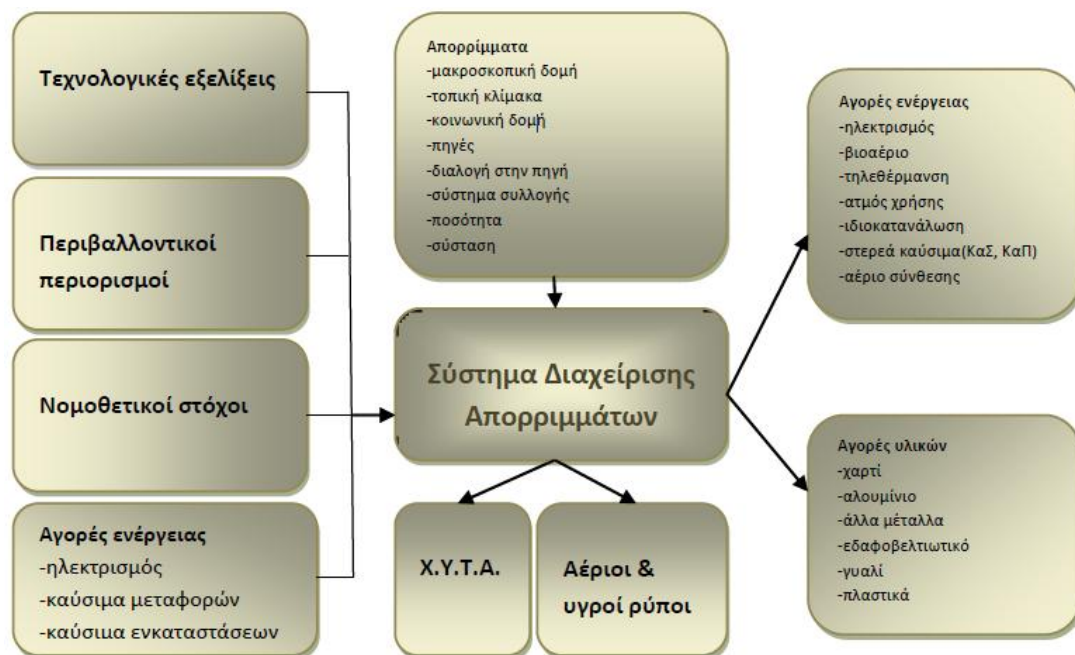 Τεχνολογικές εξελίξεις
Περιβαλλοντικοί
περιορισμοί
Νομοθετικοί στόχοι
Αγορές ενέργειας
-ηλεκτρισμός
-καύσιμα μεταφορών
-καύσιμα ενκαταστάσεων
Απορρίμματα
-μακροσκοπική δομή
-τοπική κλίμακα
-κοινωνική δομή
-πηγές
-διαλογή στην πηγή
-σύστημα συλλογής
-ποσότητα
-σύσταση
Σύστημα Διαχείρισης
Απορριμμάτων
Χ.Υ.Τ.Α.
Αέριοι &
υγροί ρύποι
Αγορές ενέργειας
-ηλεκτρισμός
-βιοαέριο
-τηλεθέρμανση
-ατμός χρήσης
-ιδιοκατανάλωση
-στερεά καύσιμα(ΚαΣ, ΚαΠ)
-αέριο σύνθεσης
Αγορές υλικών
-χαρτί
-αλουμίνιο
-άλλα μέταλλα
-εδαφοβελτιωτικό
-γυαλί
-πλαστικά